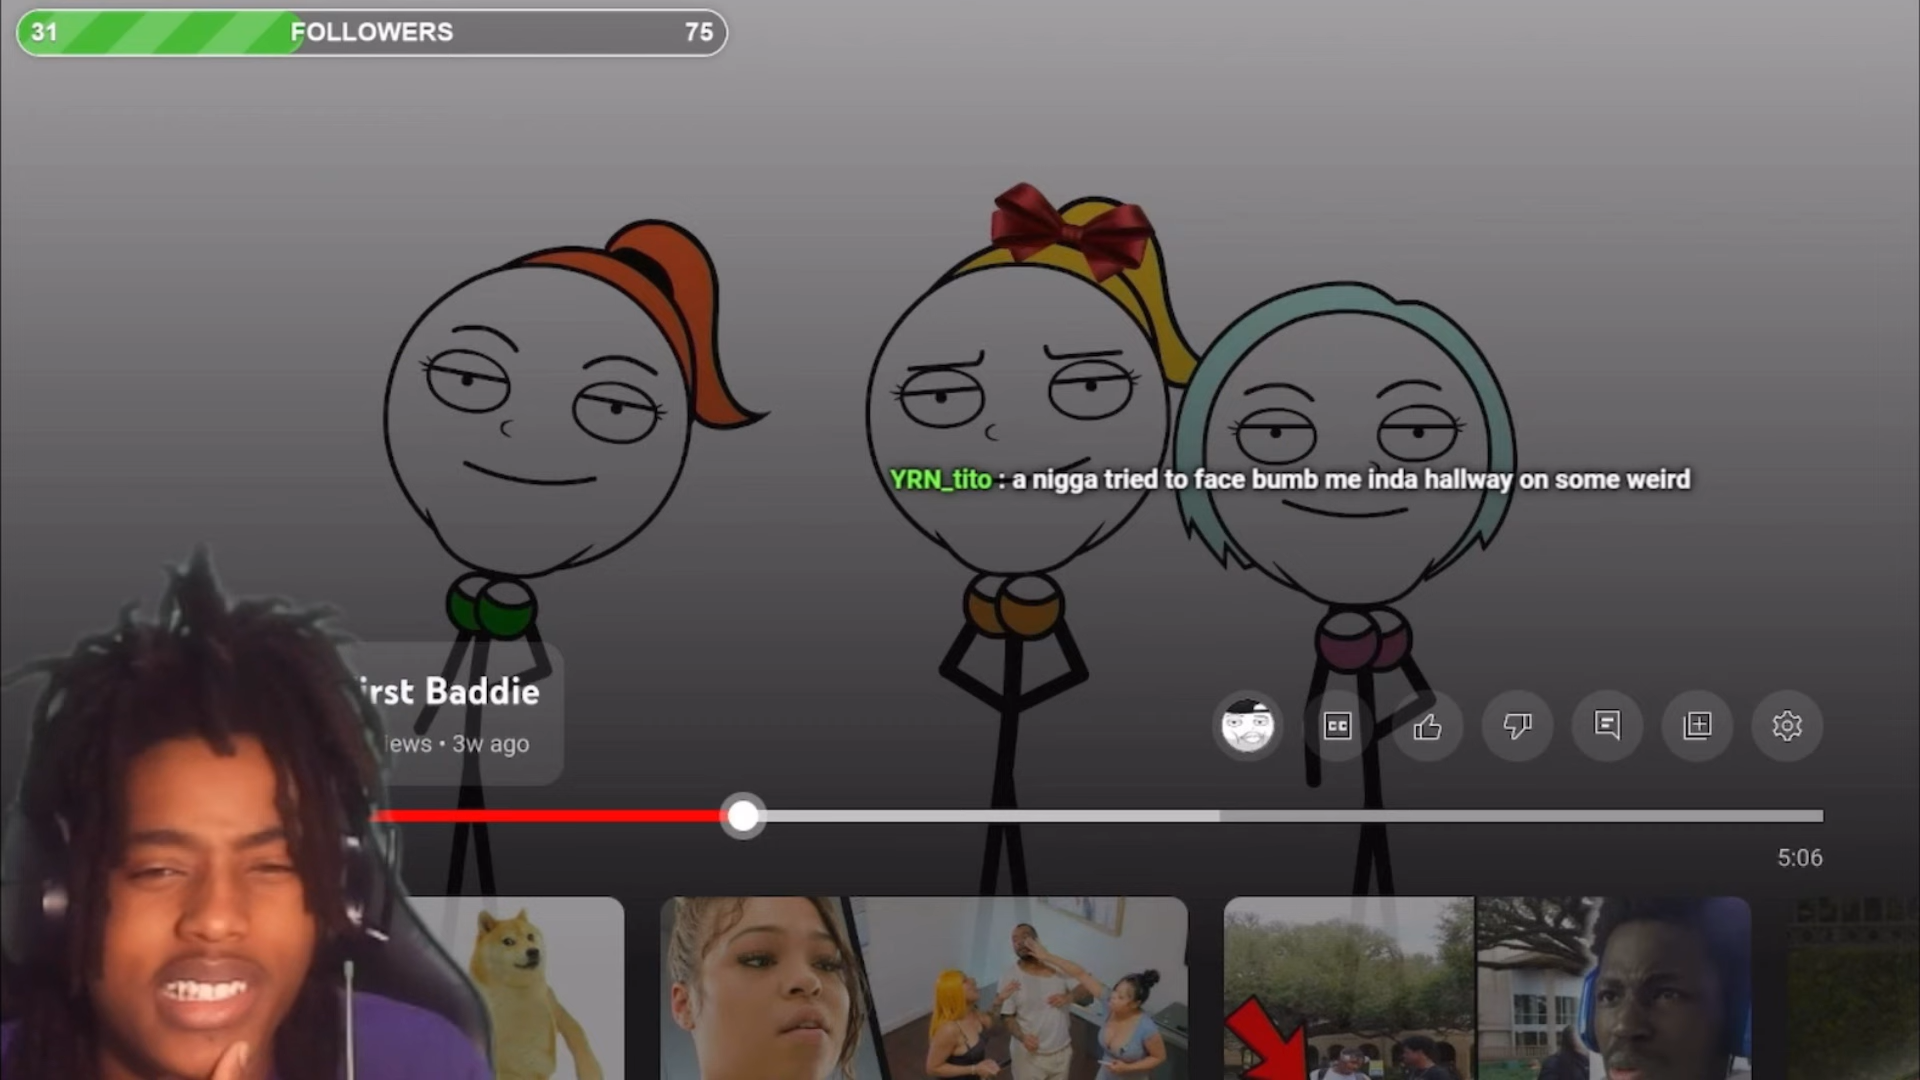 31 FOLLOWERS 75
YRN_tito : a nigga tried to face bumb me inda hallway on some weird
irst Baddie
iews • 3w ago
CC
5:06